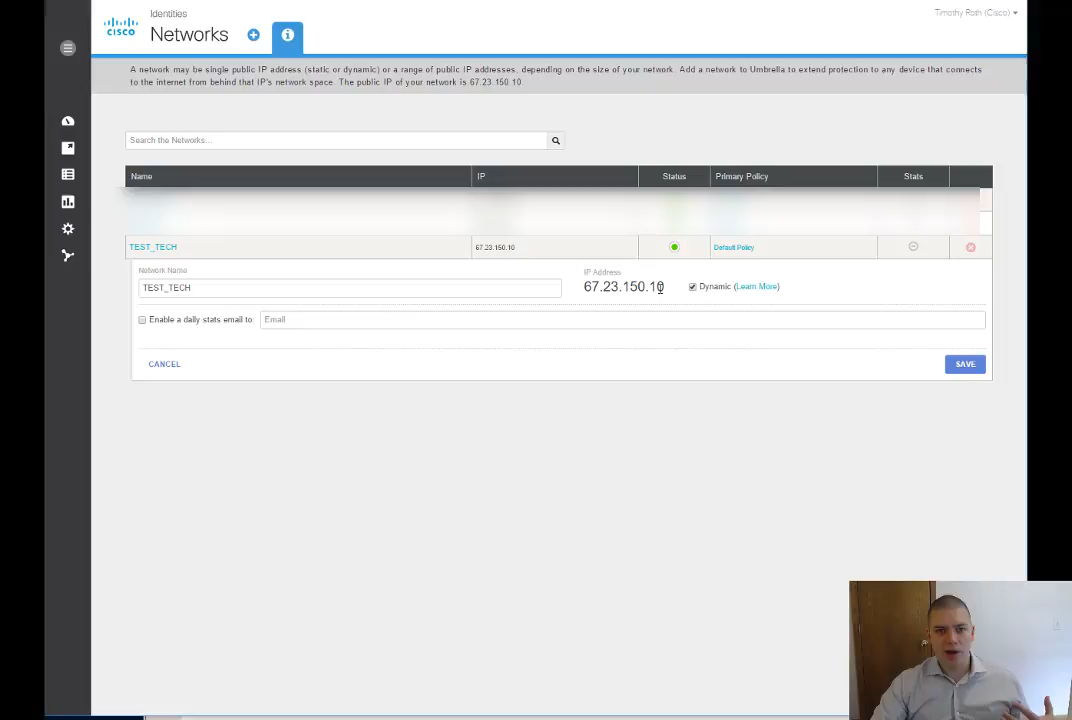 Identities
Timothy Roth (Cisco)
CISCO
Networks
A network may be single public IP address (static or dynamic) or a range of public IP addresses, depending on the size of your network. Add a network to Umbrella to extend protection to any device that connects
to the internet from behind that IP's network space. The public IP of your network is 67.23.150.10.
Search the Networks...
Name IP Status Primary Policy Stats
TEST_TECH 67.23.150.10 Default Policy
Network Name IP Address
TEST_TECH 67.23.150.10 Dynamic (Learn More)
Enable a daily stats email to: Email
CANCEL SAVE